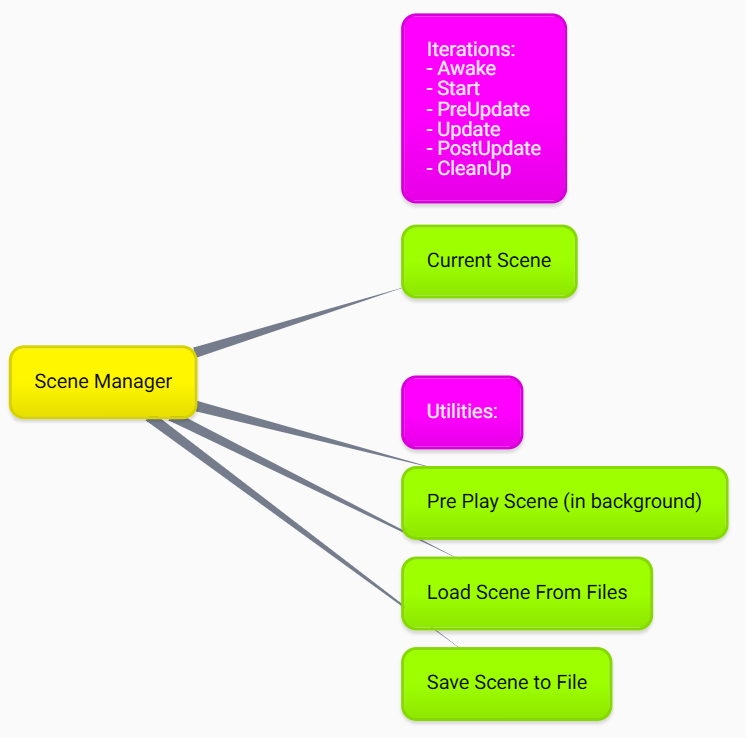 Iterations:
- Awake
- Start
- PreUpdate
- Update
- PostUpdate
- CleanUp
Current Scene
Scene Manager
Utilities:
Pre Play Scene (in background)
Load Scene From Files
Save Scene to File